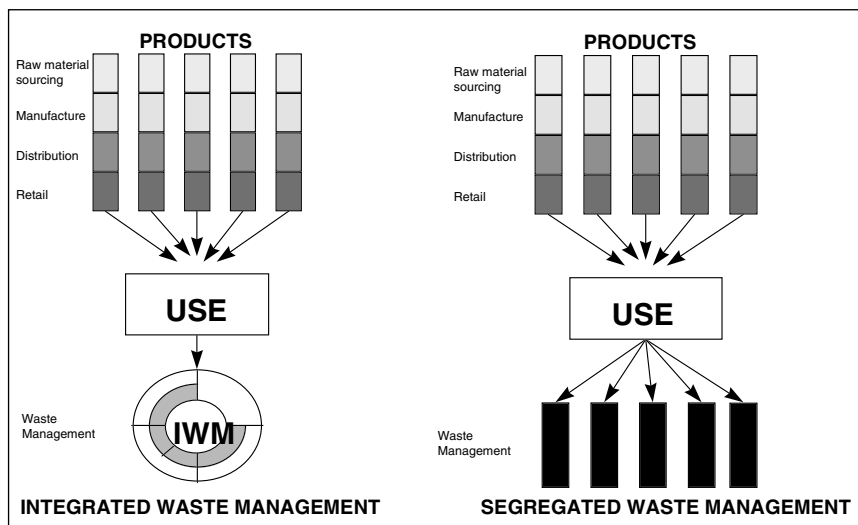 PRODUCTS
Raw material
sourcing
Manufacture
Distribution
Retail
USE
Waste
Management
IWM
INTEGRATED WASTE MANAGEMENT
PRODUCTS
Raw material
sourcing
Manufacture
Distribution
Retail
USE
Waste
Management
SEGREGATED WASTE MANAGEMENT